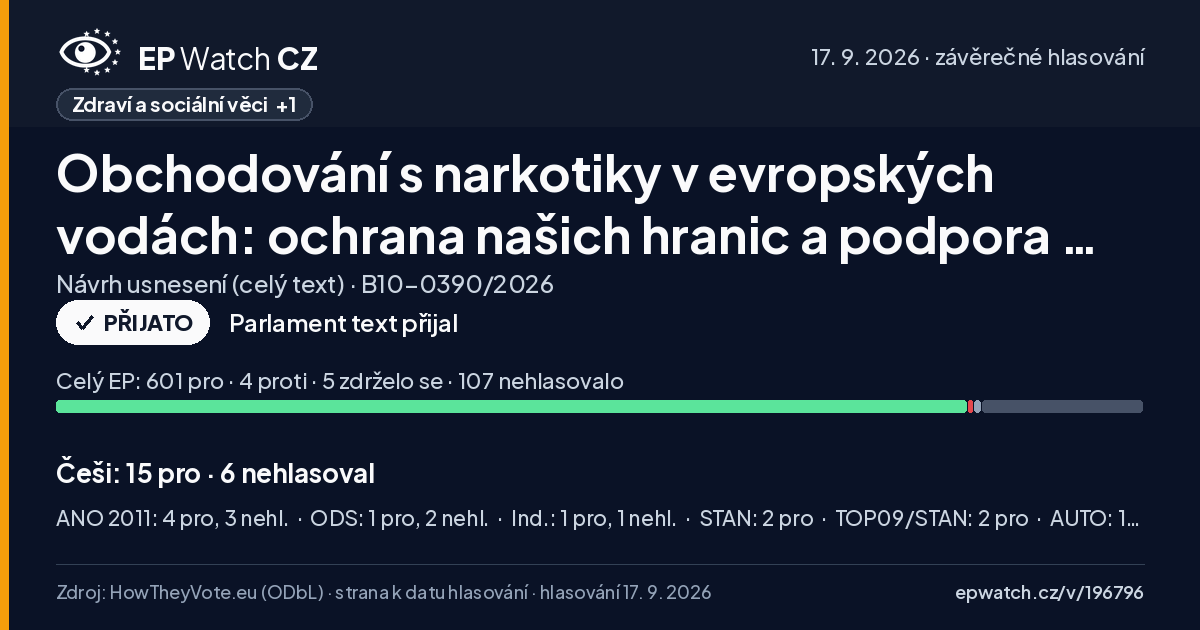 EP Watch CZ
17. 9. 2026 · závěrečné hlasování
Zdraví a sociální věci +1
Obchodování s narkotiky v evropských
vodách: ochrana našich hranic a podpora …
Návrh usnesení (celý text) · B10–0390/2026
✓ PŘIJATO Parlament text přijal
Celý EP: 601 pro · 4 proti · 5 zdrželo se · 107 nehlasovalo
Češi: 15 pro · 6 nehlasoval
ANO 2011: 4 pro, 3 nehl. · ODS: 1 pro, 2 nehl. · Ind.: 1 pro, 1 nehl. · STAN: 2 pro · TOP09/STAN: 2 pro · AUTO: 1…
Zdroj: HowTheyVote.eu (ODbL) · strana k datu hlasování · hlasování 17. 9. 2026
epwatch.cz/v/196796